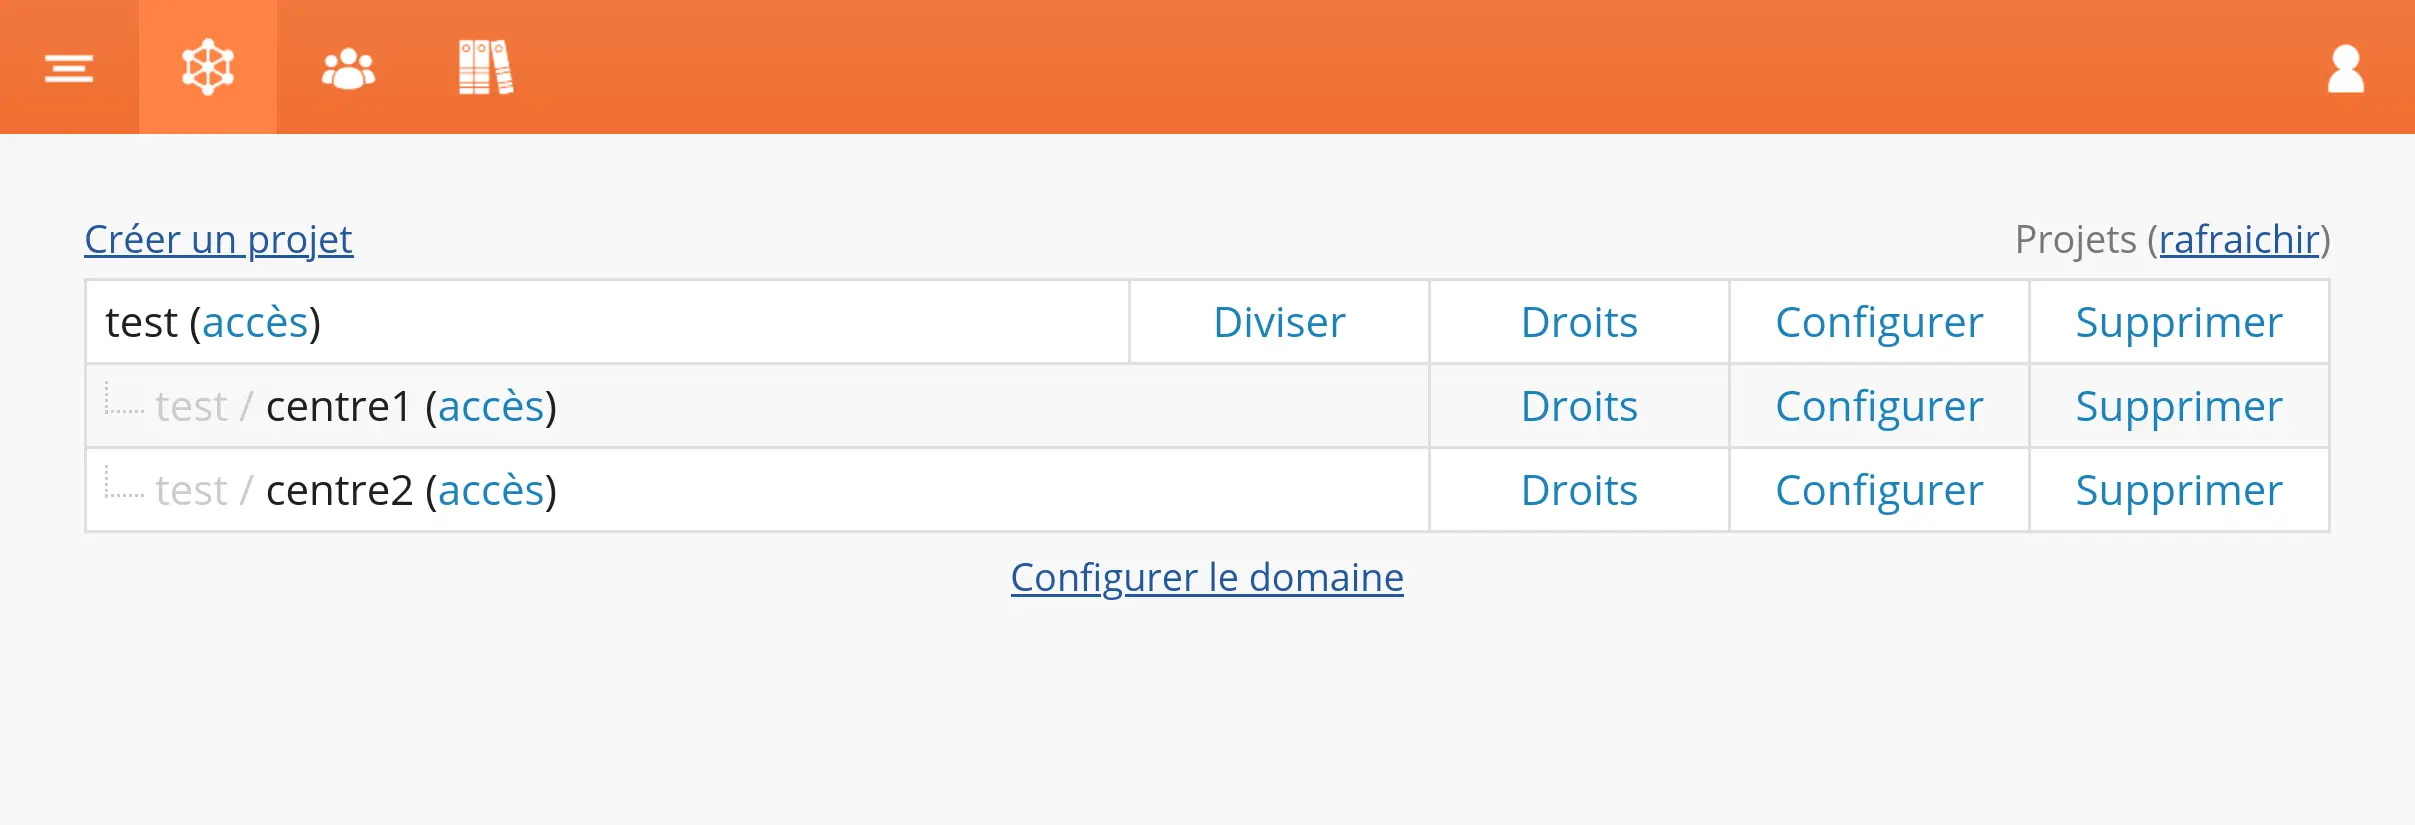 Créer un projet Projets (rafraichir)
test (accès) Diviser Droits Configurer Supprimer
test / centre1 (accès) Droits Configurer Supprimer
test / centre2 (accès) Droits Configurer Supprimer
Configurer le domaine